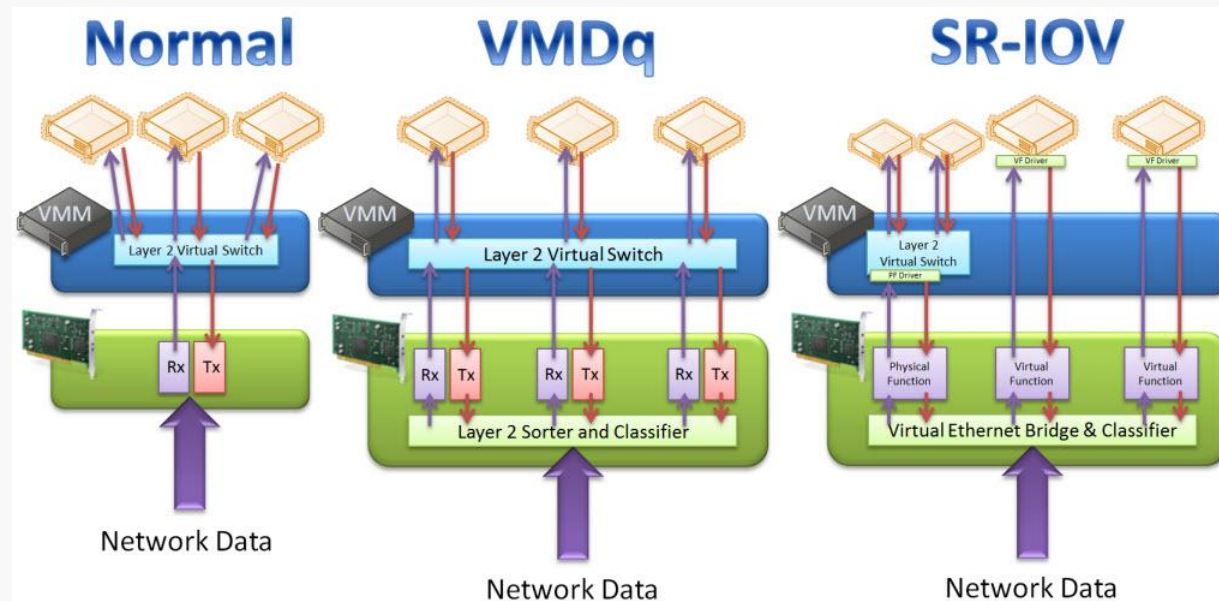 Normal
VMM
Layer 2 Virtual Switch
Rx Tx
Network Data
VMDq
VMM
Layer 2 Virtual Switch
Rx Tx Rx Tx Rx Tx
Layer 2 Sorter and Classifier
Network Data
SR-IOV
VF Driver VF Driver
VMM
Layer 2
Virtual Switch
PF Driver
Physical
Function
Virtual
Function
Virtual
Function
Virtual Ethernet Bridge & Classifier
Network Data